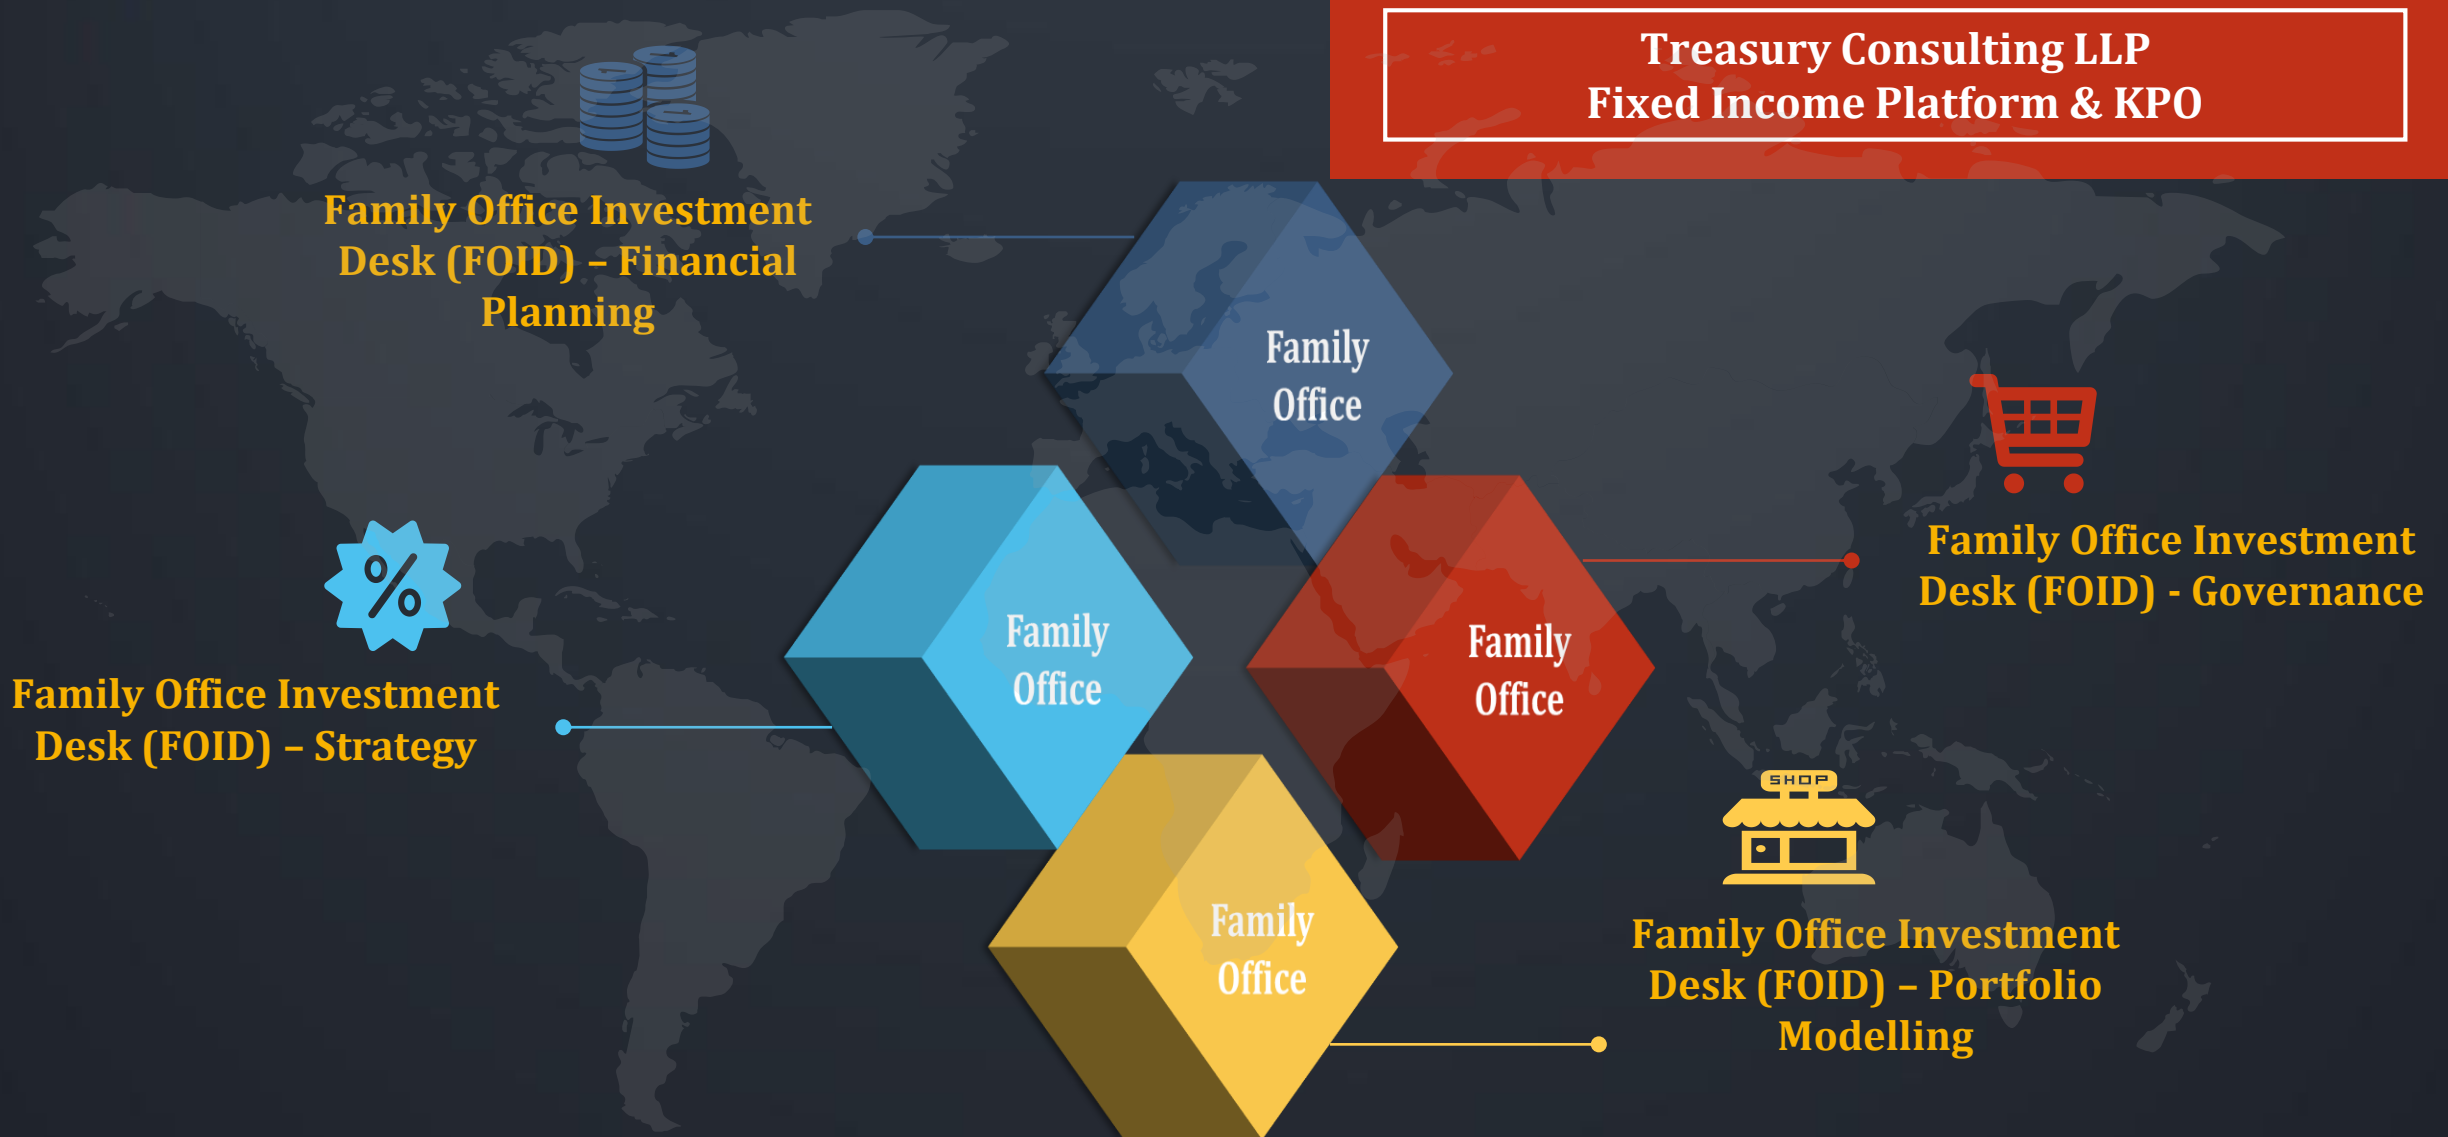 Treasury Consulting LLP
Fixed Income Platform & KPO
Family Office Investment
Desk (FOID) – Financial
Planning
Family
Office
Family Office Investment
Desk (FOID) - Governance
Family
Office
Family
Office
Family Office Investment
Desk (FOID) – Strategy
SHOP
Family
Office
Family Office Investment
Desk (FOID) – Portfolio
Modelling
%